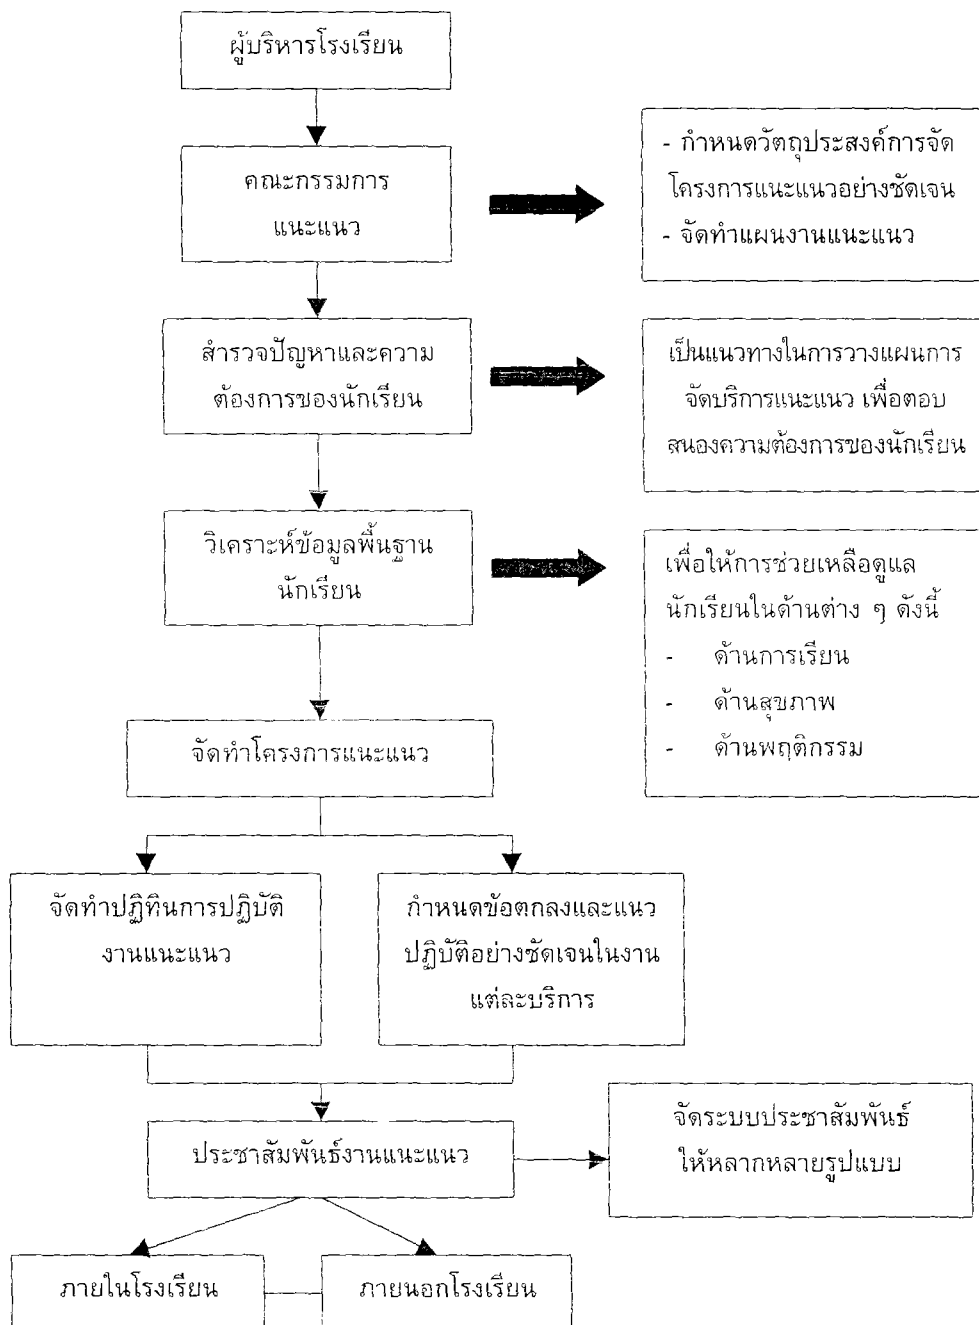 ผู้บริหารโรงเรียน
คณะกรรมการ
แนะแนว
- กำหนดวัตถุประสงค์การจัด
โครงการแนะแนวอย่างชัดเจน
- จัดทำแผนงานแนะแนว
สำรวจปัญหาและความ
ต้องการของนักเรียน
เป็นแนวทางในการวางแผนการ
จัดบริการแนะแนว เพื่อตอบ
สนองความต้องการของนักเรียน
วิเคราะห์ข้อมูลพื้นฐาน
นักเรียน
เพื่อให้การช่วยเหลือดูแล
นักเรียนในด้านต่าง ๆ ดังนี้
- ด้านการเรียน
- ด้านสุขภาพ
- ด้านพฤติกรรม
จัดทำโครงการแนะแนว
จัดทำปฏิทินการปฏิบัติ
งานแนะแนว
กำหนดข้อตกลงและแนว
ปฏิบัติอย่างชัดเจนในงาน
แต่ละบริการ
ประชาสัมพันธ์งานแนะแนว
จัดระบบประชาสัมพันธ์
ให้หลากหลายรูปแบบ
ภายในโรงเรียน
ภายนอกโรงเรียน